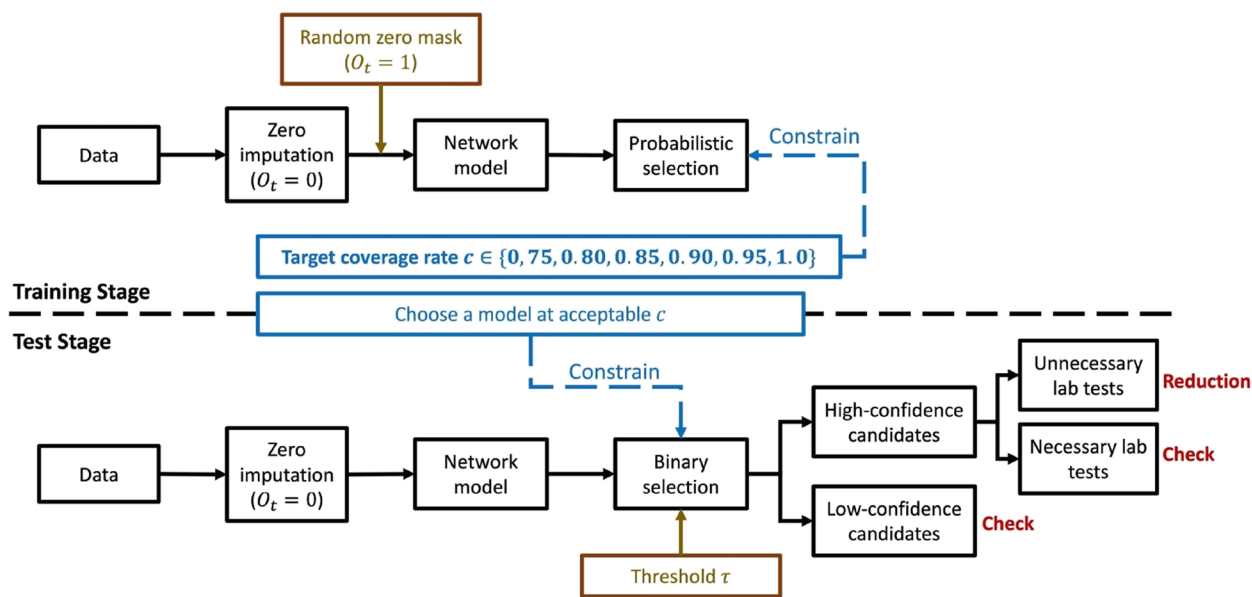 Random zero mask
(O_t = 1)
Data
Zero
imputation
(O_t = 0)
Network
model
Probabilistic
selection
Constrain
Target coverage rate c ∈ {0, 75, 0. 80, 0. 85, 0. 90, 0. 95, 1. 0}
Training Stage
Choose a model at acceptable c
Test Stage
Constrain
Data
Zero
imputation
(O_t = 0)
Network
model
Binary
selection
Threshold τ
High-confidence
candidates
Low-confidence
candidates
Check
Unnecessary
lab tests
Reduction
Necessary lab
tests
Check